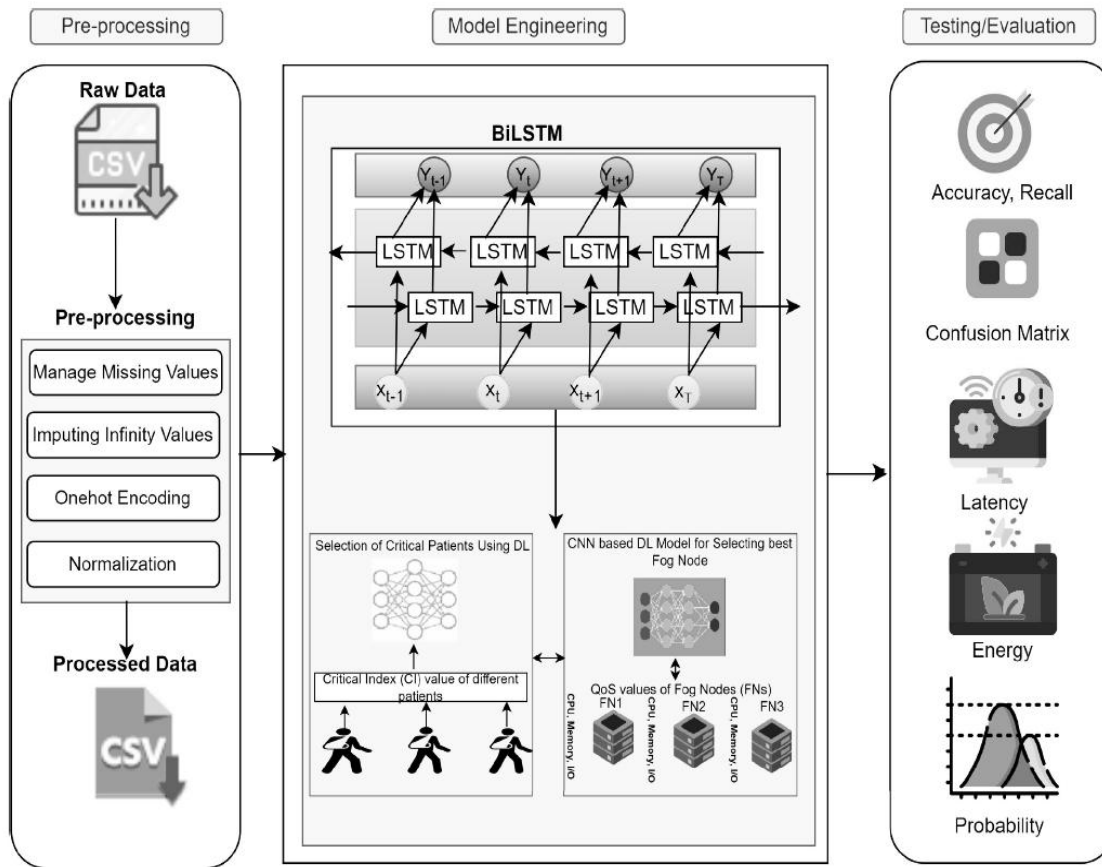 Pre-processing
Model Engineering
Testing/Evaluation
Raw Data
CSV
Pre-processing
Manage Missing Values
Imputing Infinity Values
Onehot Encoding
Normalization
Processed Data
CSV
BiLSTM
Yt-1 Yt Yt+1 YT
LSTM LSTM LSTM LSTM
LSTM LSTM LSTM LSTM
Xt-1 Xt Xt+1 XT
Selection of Critical Patients Using DL
Critical Index (CI) value of different
patients
CNN based DL Model for Selecting best
Fog Node
QoS values of Fog Nodes (FNs)
FN1 FN2 FN3
CPU, Memory, I/O
CPU, Memory, I/O
CPU, Memory, I/O
Accuracy, Recall
Confusion Matrix
Latency
Energy
Probability